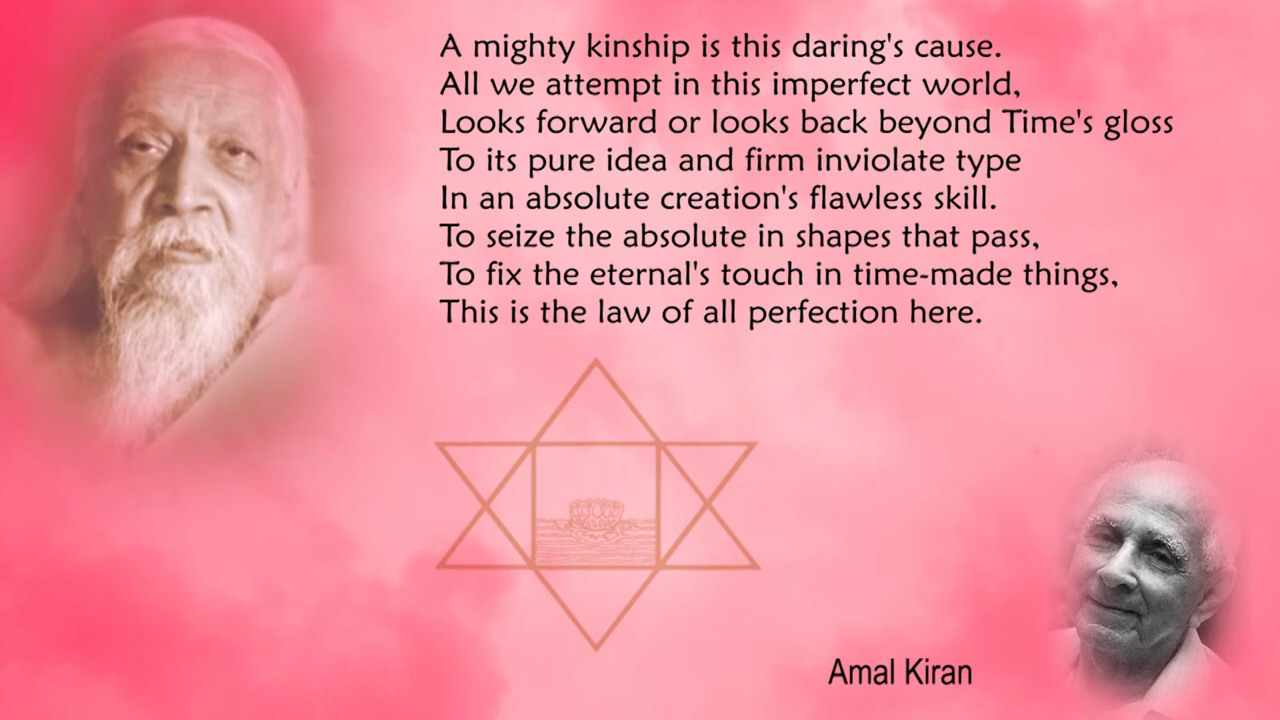 A mighty kinship is this daring's cause.
All we attempt in this imperfect world,
Looks forward or looks back beyond Time's gloss
To its pure idea and firm inviolate type
In an absolute creation's flawless skill.
To seize the absolute in shapes that pass,
To fix the eternal's touch in time-made things,
This is the law of all perfection here.
Amal Kiran